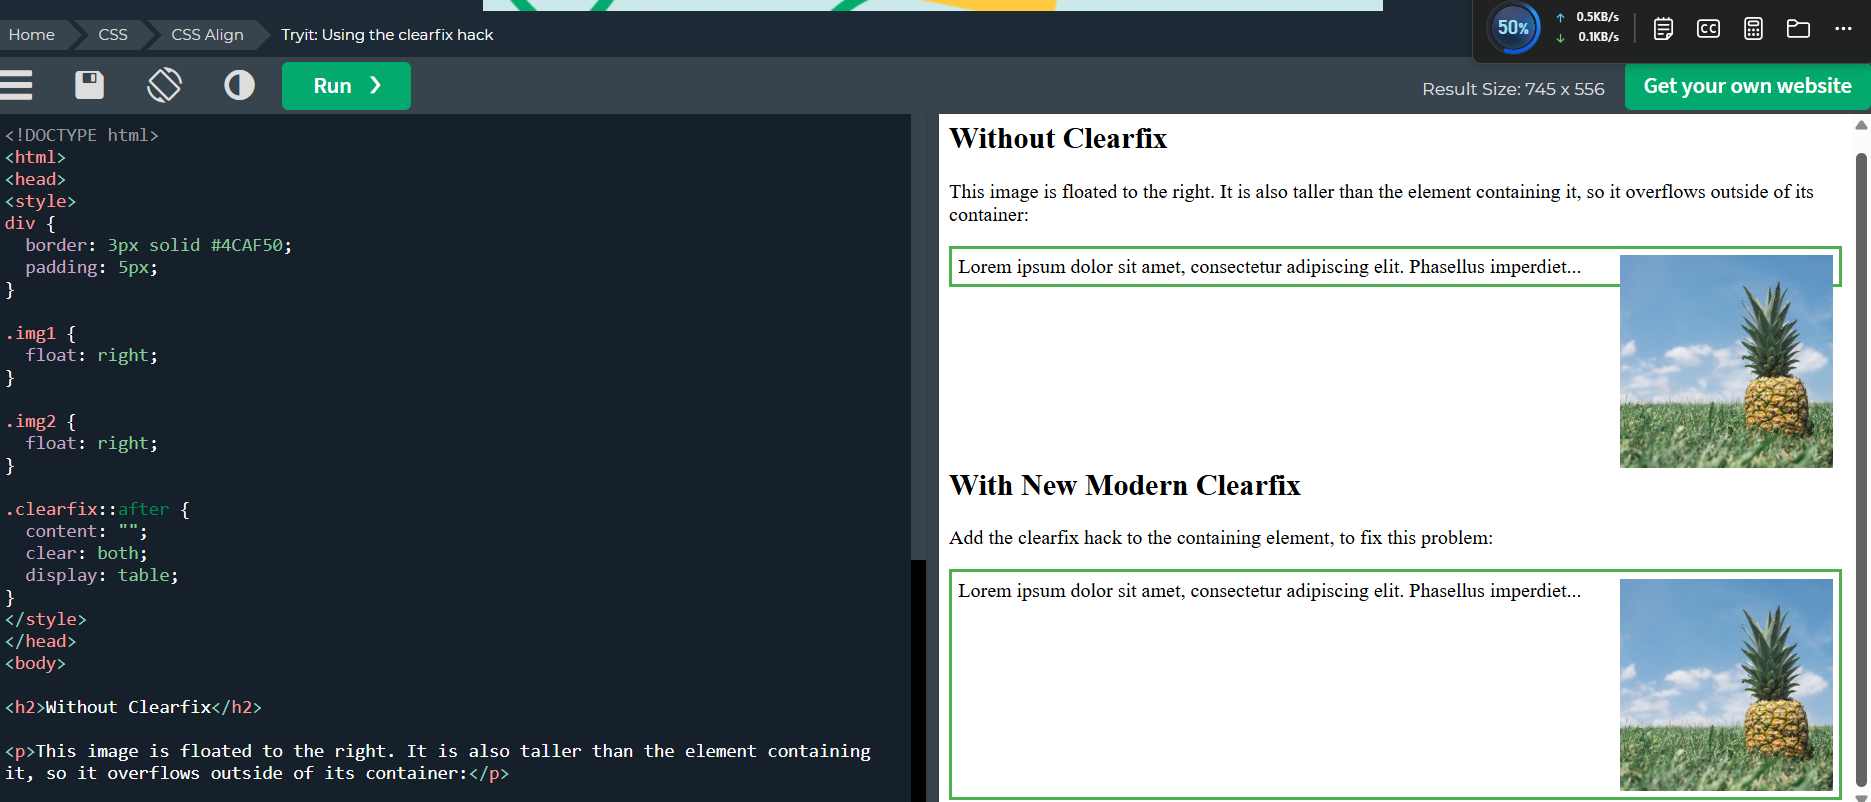 Home CSS CSS Align Tryit: Using the clearfix hack
50% ↑ 0.5KB/s
↓ 0.1KB/s
CC
Run ❯
Result Size: 745 x 556
Get your own website
<!DOCTYPE html>
<html>
<head>
<style>
div {
  border: 3px solid #4CAF50;
  padding: 5px;
}

.img1 {
  float: right;
}

.img2 {
  float: right;
}

.clearfix::after {
  content: "";
  clear: both;
  display: table;
}
</style>
</head>
<body>

<h2>Without Clearfix</h2>

<p>This image is floated to the right. It is also taller than the element containing
it, so it overflows outside of its container:</p>
Without Clearfix
This image is floated to the right. It is also taller than the element containing it, so it overflows outside of its
container:
Lorem ipsum dolor sit amet, consectetur adipiscing elit. Phasellus imperdiet...
With New Modern Clearfix
Add the clearfix hack to the containing element, to fix this problem:
Lorem ipsum dolor sit amet, consectetur adipiscing elit. Phasellus imperdiet...